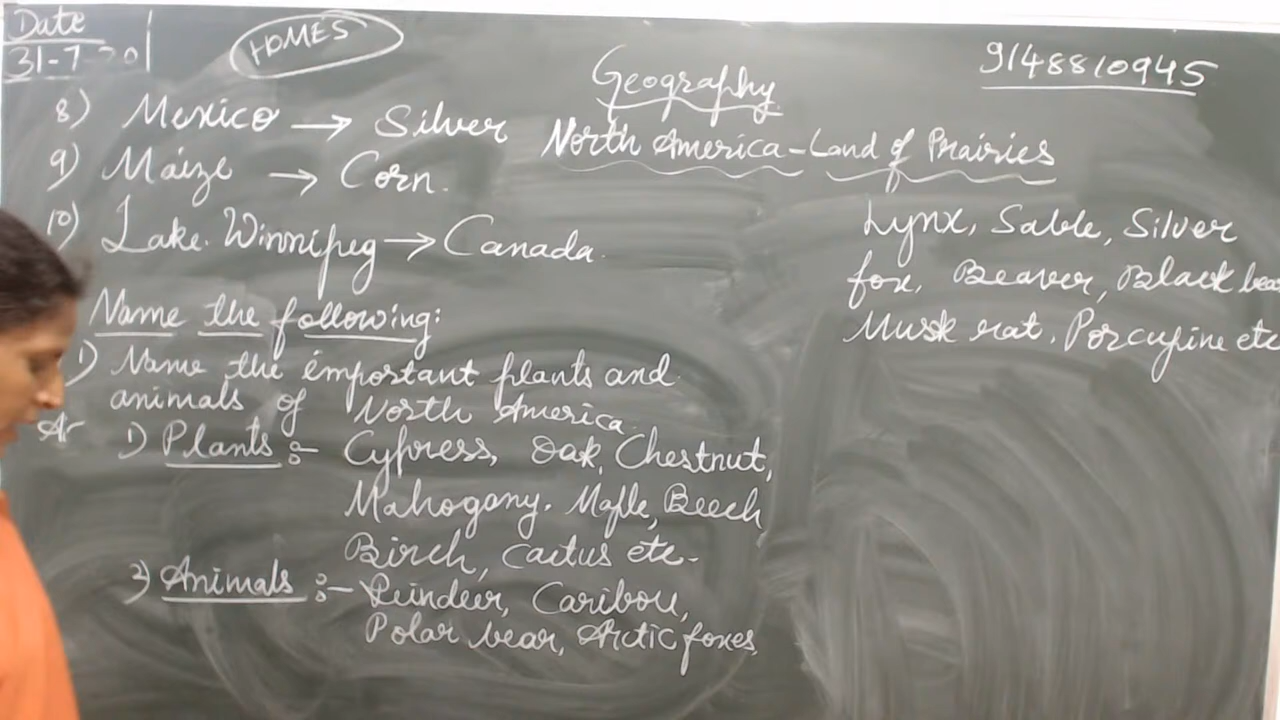 Date
31-7-20
HOMES
9148810945
Geography
North America - Land of Prairies
8) Mexico → Silver
9) Maize → Corn.
10) Lake Winnipeg → Canada.
Name the following:
1) Name the important plants and
animals of North America.
A
1) Plants :- Cypress, Oak, Chestnut,
Mahogany. Maple, Beech
Birch, Cactus etc-
2) Animals :- Reindeer, Caribou,
Polar bear, Arctic foxes,
Lynx, Sable, Silver
fox, Beaver, Black bea
Musk rat, Porcupine etc